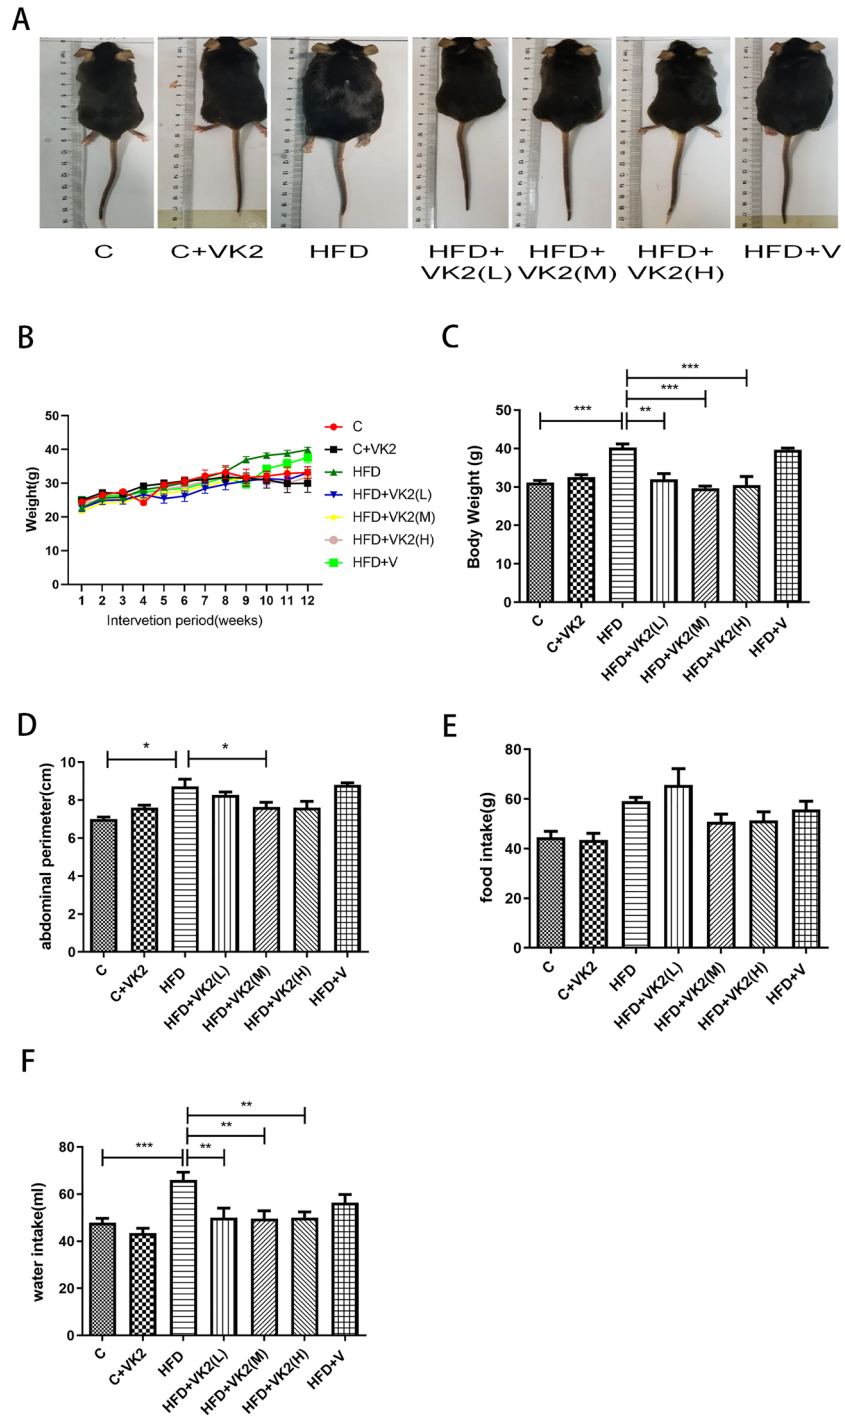 A
C
C+VK2
HFD
HFD+
VK2(L)
HFD+
VK2(M)
HFD+
VK2(H)
HFD+V
B
50
40
30
20
10
0
Weight(g)
1 2 3 4 5 6 7 8 9 10 11 12
Intervetion period(weeks)
C
C+VK2
HFD
HFD+VK2(L)
HFD+VK2(M)
HFD+VK2(H)
HFD+V
C
***
***
*** **
50
40
30
20
10
0
Body Weight (g)
C
C+VK2
HFD
HFD+VK2(L)
HFD+VK2(M)
HFD+VK2(H)
HFD+V
D
* *
10
8
6
4
2
0
abdominal perimeter(cm)
C
C+VK2
HFD
HFD+VK2(L)
HFD+VK2(M)
HFD+VK2(H)
HFD+V
E
80
60
40
20
0
food intake(g)
C
C+VK2
HFD
HFD+VK2(L)
HFD+VK2(M)
HFD+VK2(H)
HFD+V
F
**
**
*** **
80
60
40
20
0
water intake(ml)
C
C+VK2
HFD
HFD+VK2(L)
HFD+VK2(M)
HFD+VK2(H)
HFD+V